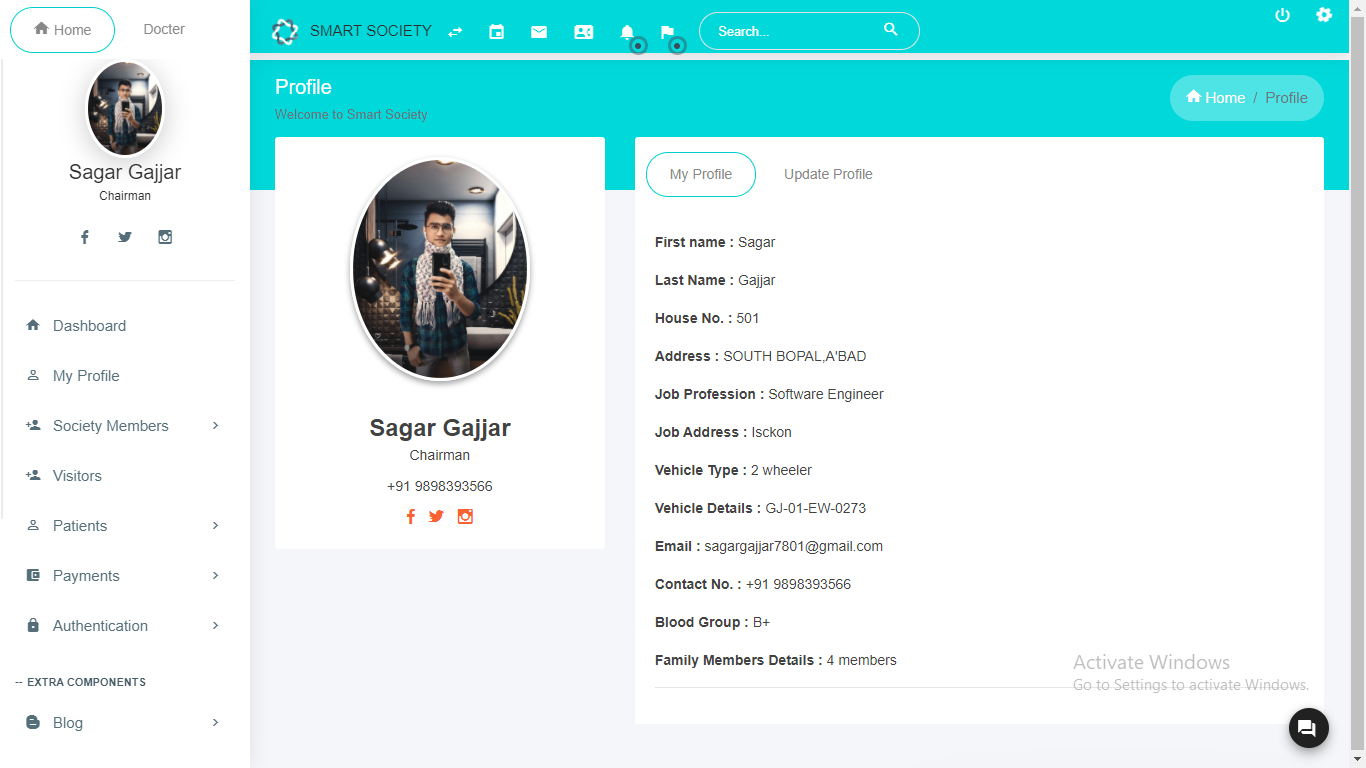 Home
Docter
Sagar Gajjar
Chairman
Dashboard
My Profile
Society Members
Visitors
Patients
Payments
Authentication
-- EXTRA COMPONENTS
Blog
SMART SOCIETY
Search...
Profile
Welcome to Smart Society
Home / Profile
Sagar Gajjar
Chairman
+91 9898393566
My Profile
Update Profile
First name : Sagar
Last Name : Gajjar
House No. : 501
Address : SOUTH BOPAL,A'BAD
Job Profession : Software Engineer
Job Address : Isckon
Vehicle Type : 2 wheeler
Vehicle Details : GJ-01-EW-0273
Email : sagargajjar7801@gmail.com
Contact No. : +91 9898393566
Blood Group : B+
Family Members Details : 4 members
Activate Windows
Go to Settings to activate Windows.